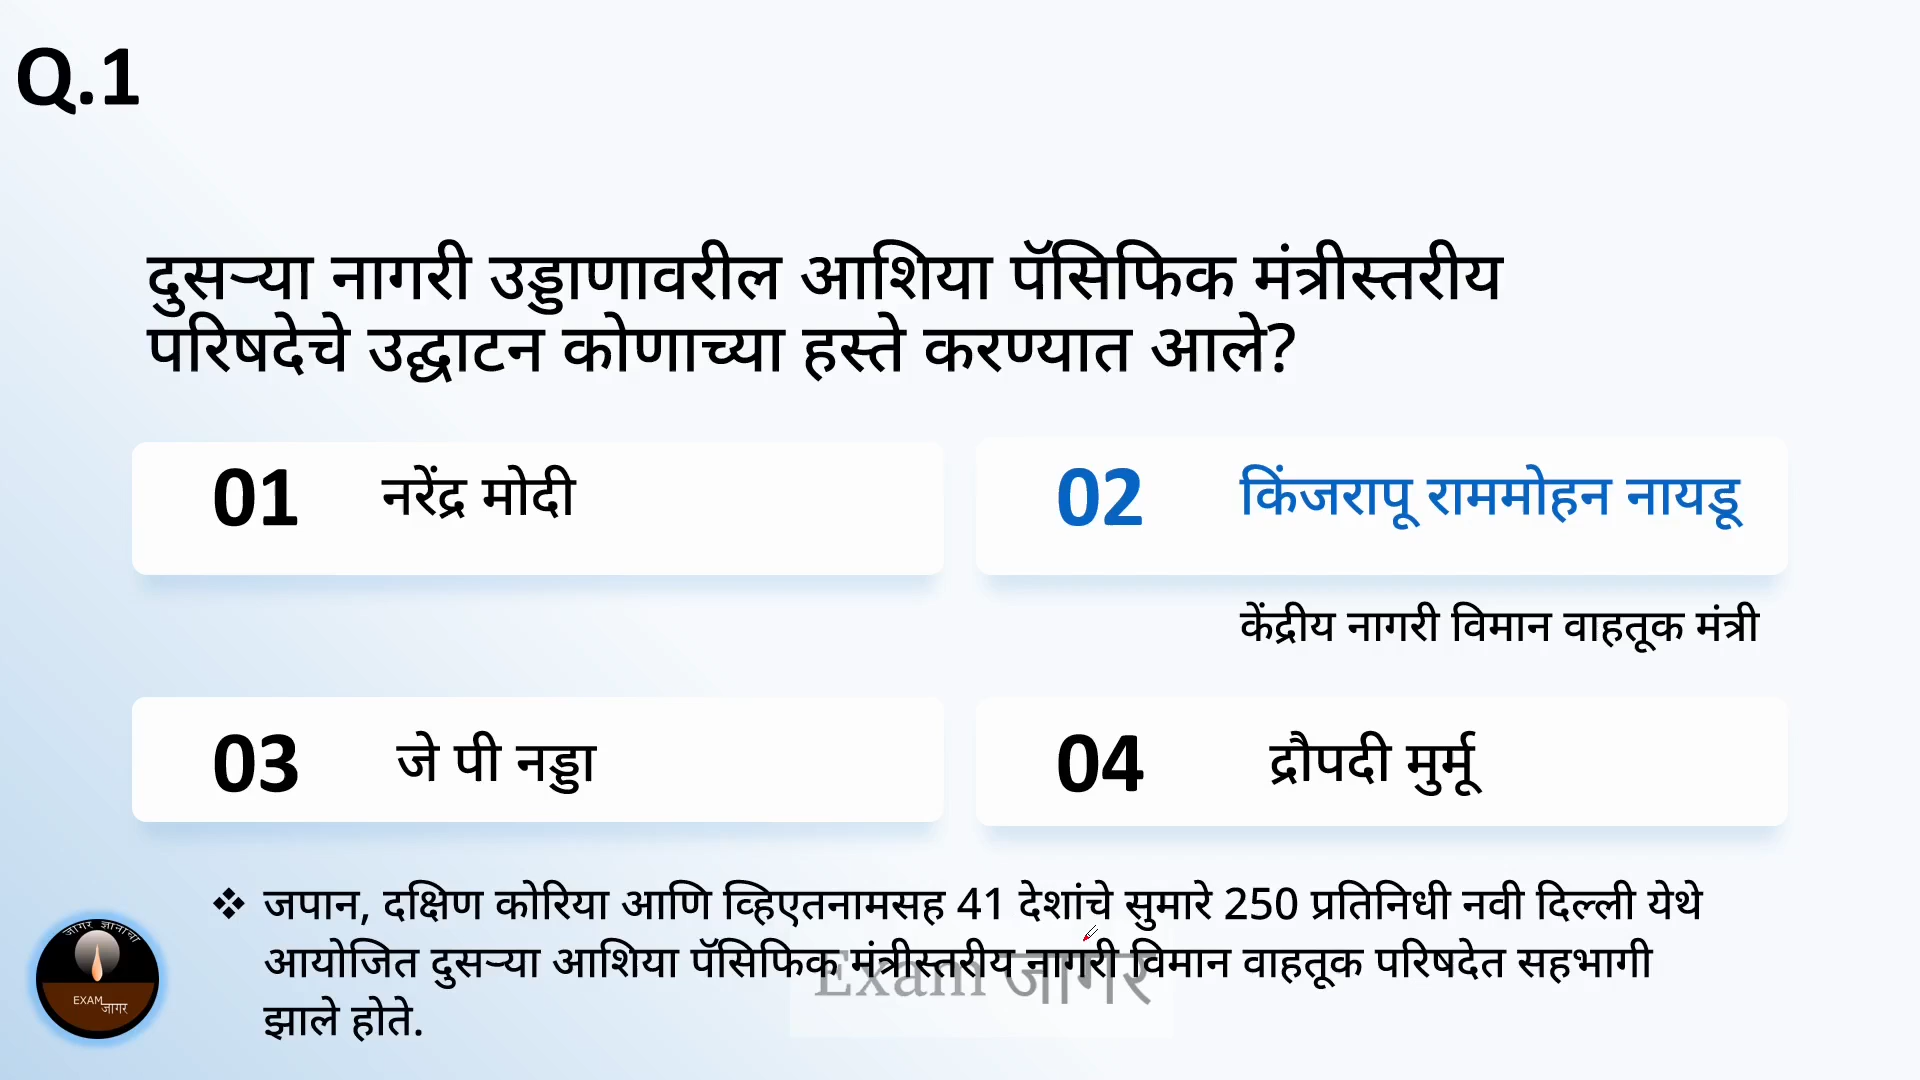 Q.1
दुसऱ्या नागरी उड्डाणावरील आशिया पॅसिफिक मंत्रीस्तरीय
परिषदेचे उद्घाटन कोणाच्या हस्ते करण्यात आले?
01 नरेंद्र मोदी
02 किंजरापू राममोहन नायडू
केंद्रीय नागरी विमान वाहतूक मंत्री
03 जे पी नड्डा
04 द्रौपदी मुर्मू
❖ जपान, दक्षिण कोरिया आणि व्हिएतनामसह 41 देशांचे सुमारे 250 प्रतिनिधी नवी दिल्ली येथे
आयोजित दुसऱ्या आशिया पॅसिफिक मंत्रीस्तरीय नागरी विमान वाहतूक परिषदेत सहभागी
झाले होते.
Exam जागर
जागर ज्ञानाचा
EXAM जागर